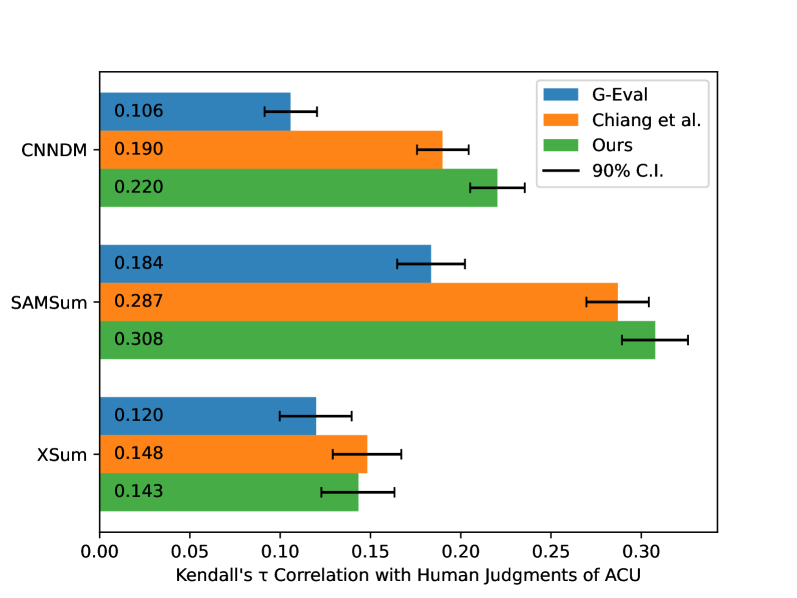 G-Eval
Chiang et al.
Ours
90% C.I.
CNNDM
0.106
0.190
0.220
SAMSum
0.184
0.287
0.308
XSum
0.120
0.148
0.143
0.00 0.05 0.10 0.15 0.20 0.25 0.30
Kendall's τ Correlation with Human Judgments of ACU